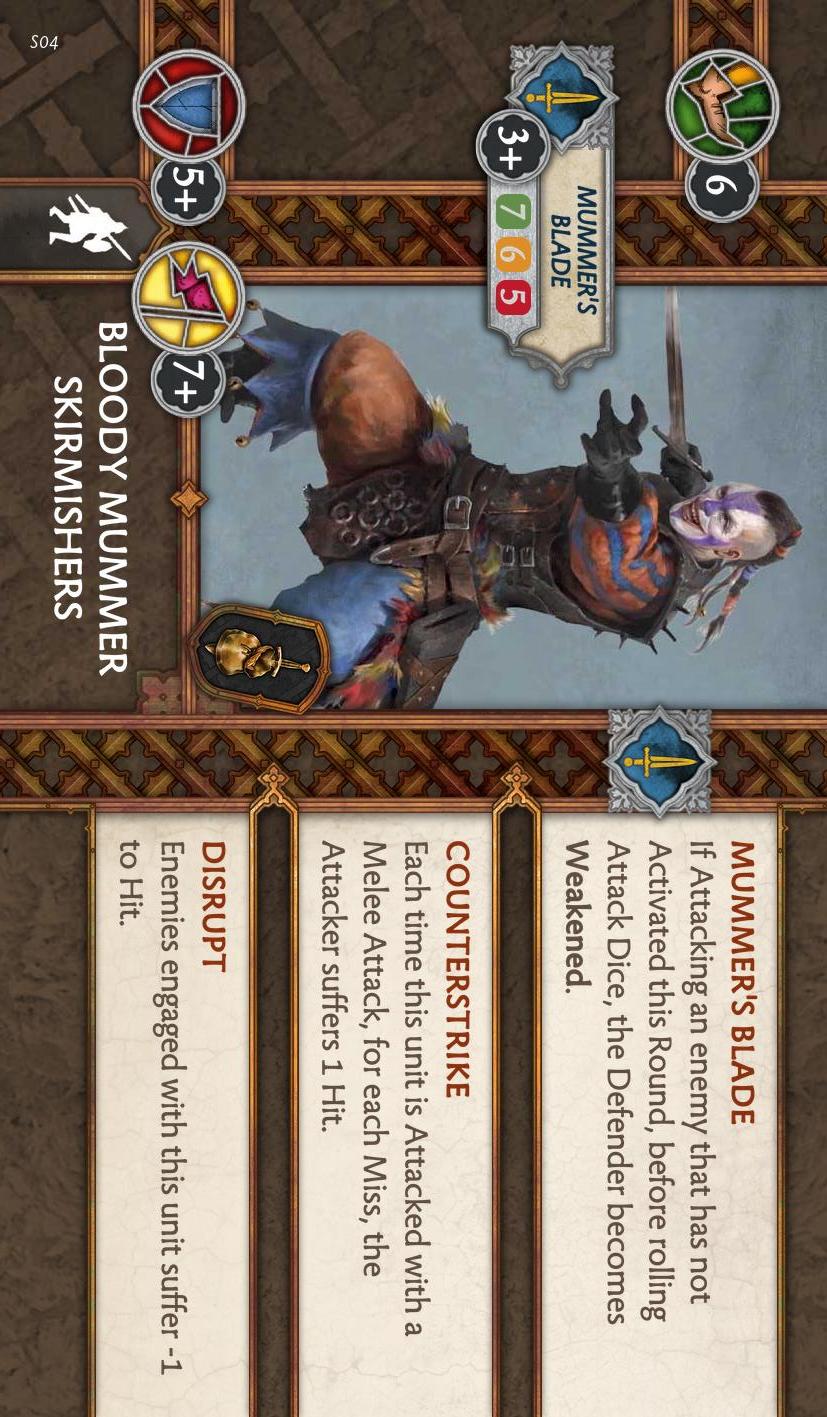 6
MUMMER'S
BLADE
3+
7 6 5
5+
7+
BLOODY MUMMER
SKIRMISHERS
S04
MUMMER'S BLADE
If Attacking an enemy that has not
Activated this Round, before rolling
Attack Dice, the Defender becomes
Weakened.
COUNTERSTRIKE
Each time this unit is Attacked with a
Melee Attack, for each Miss, the
Attacker suffers 1 Hit.
DISRUPT
Enemies engaged with this unit suffer -1
to Hit.